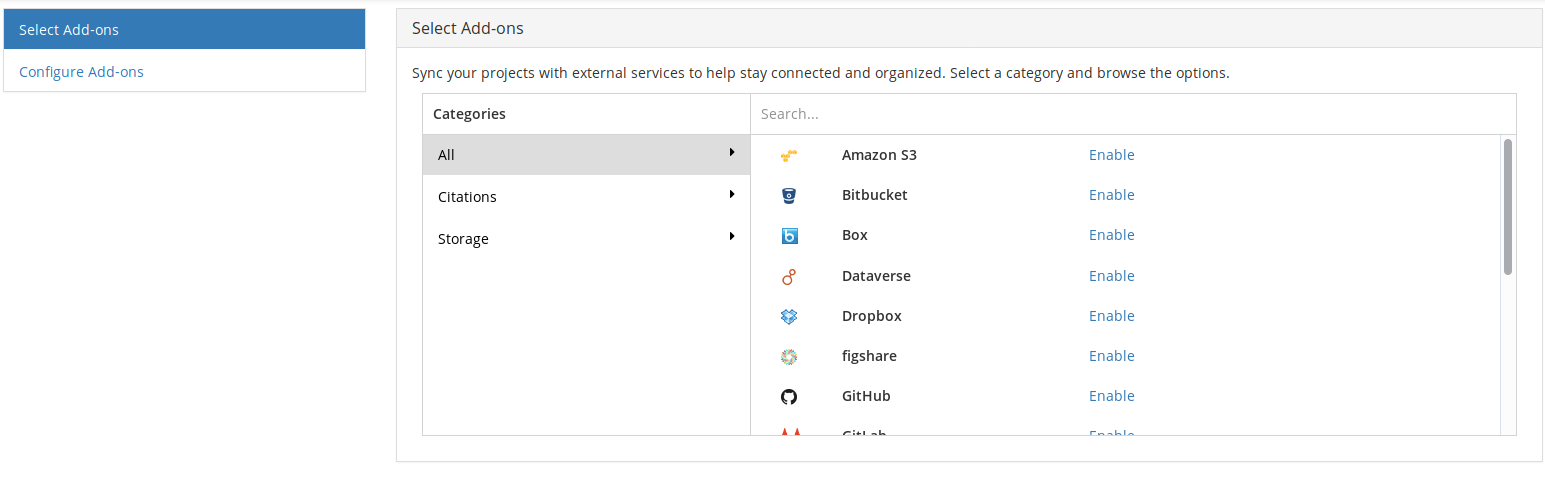 Select Add-ons
Configure Add-ons
Select Add-ons
Sync your projects with external services to help stay connected and organized. Select a category and browse the options.
Categories
Search...
All
Citations
Storage
Amazon S3 Enable
Bitbucket Enable
Box Enable
Dataverse Enable
Dropbox Enable
figshare Enable
GitHub Enable
GitLab Enable